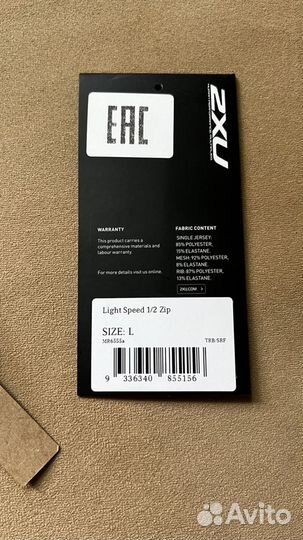 EAC
2XU
WARRANTY
This product carries a
comprehensive materials and
labour warranty.
For more details visit us online.
FABRIC CONTENT
SINGLE JERSEY:
85% POLYESTER,
15% ELASTANE.
MESH: 92% POLYESTER,
8% ELASTANE.
RIB: 87% POLYESTER,
13% ELASTANE.
2XU.COM
Light Speed 1/2 Zip
SIZE: L
MR6555a TRB/SRF
9 336340 855156
Avito